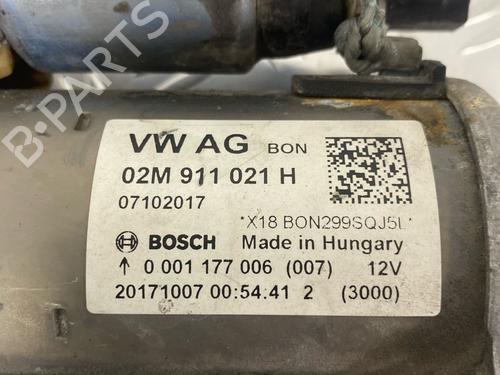 B-PARTS
VW AG BON
02M 911 021 H
07102017
*X18 BON299SQJ5L*
BOSCH Made in Hungary
↑ 0 001 177 006 (007) 12V
20171007 00:54:41 2 (3000)